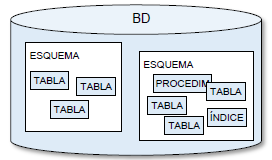 BD
ESQUEMA
TABLA
TABLA
TABLA
ESQUEMA
PROCEDIM
TABLA
TABLA
ÍNDICE
TABLA